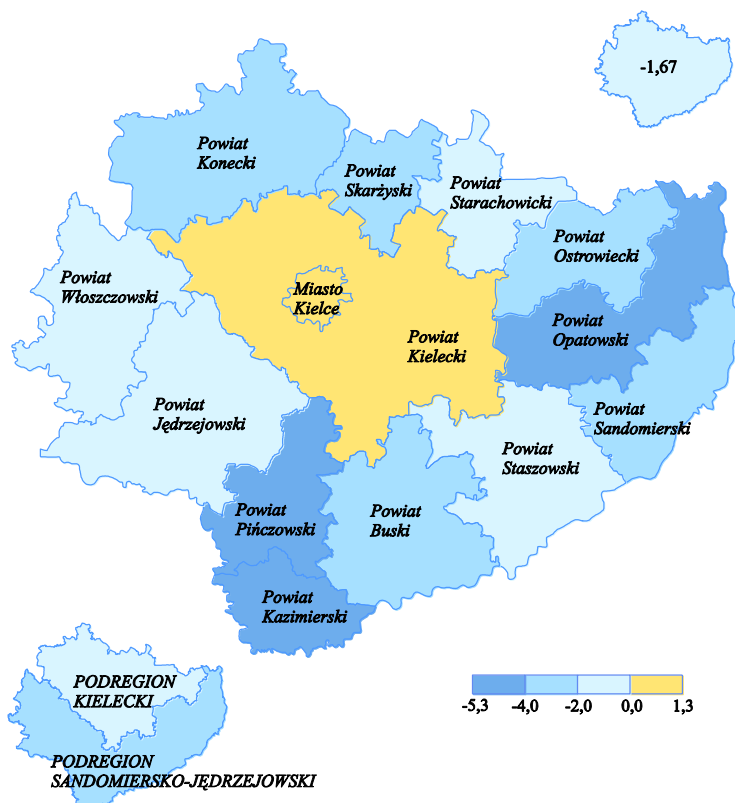 -1,67
Powiat
Konecki
Powiat
Skarżyski
Powiat
Starachowicki
Powiat
Ostrowiecki
Powiat
Włoszczowski
Miasto
Kielce
Powiat
Kielecki
Powiat
Opatowski
Powiat
Jędrzejowski
Powiat
Sandomierski
Powiat
Staszowski
Powiat
Pińczowski
Powiat
Buski
Powiat
Kazimierski
PODREGION
KIELECKI
PODREGION
SANDOMIERSKO-JĘDRZEJOWSKI
-5,3 -4,0 -2,0 0,0 1,3